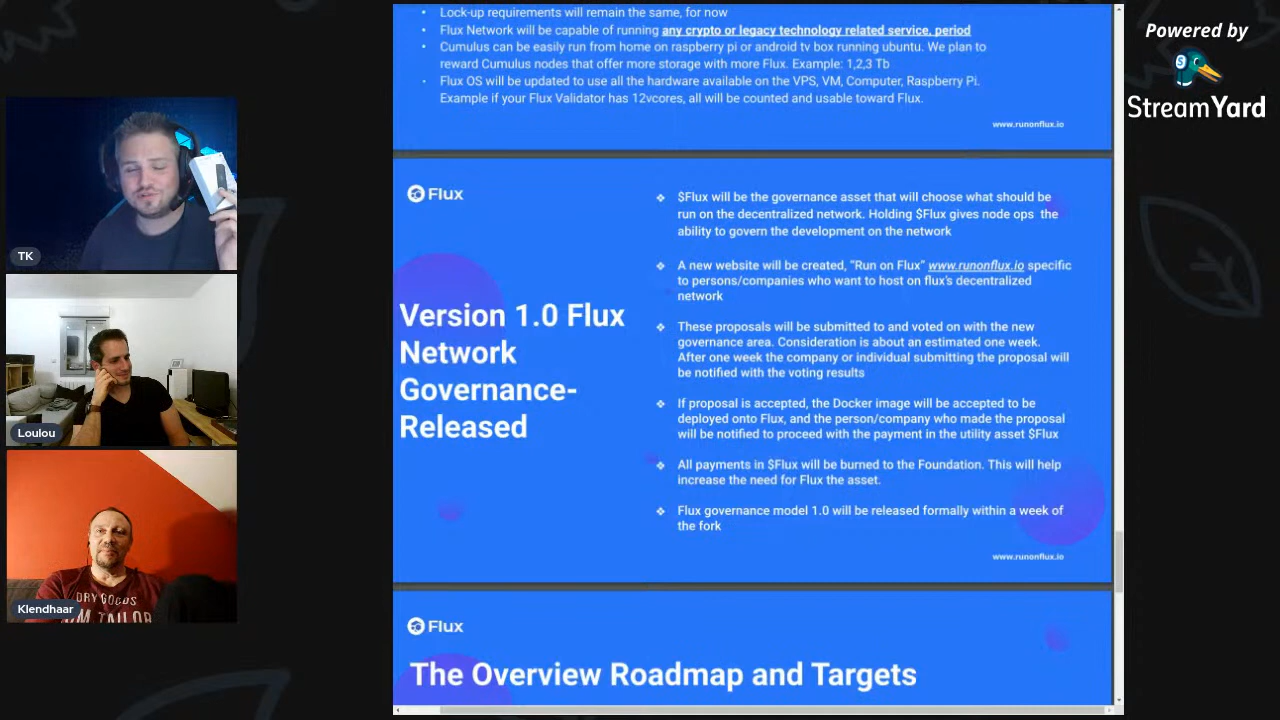 Lock-up requirements will remain the same, for now
Flux Network will be capable of running any crypto or legacy technology related service, period
Cumulus can be easily run from home on raspberry pi or android tv box running ubuntu. We plan to
reward Cumulus nodes that offer more storage with more Flux. Example: 1,2,3 Tb
Flux OS will be updated to use all the hardware available on the VPS, VM, Computer, Raspberry Pi.
Example if your Flux Validator has 12vcores, all will be counted and usable toward Flux.
www.runonflux.io
Powered by
StreamYard
TK
Loulou
DRY GOODS
OM TAILOR
Klendhaar
Flux
Version 1.0 Flux
Network
Governance-
Released
$Flux will be the governance asset that will choose what should be
run on the decentralized network. Holding $Flux gives node ops the
ability to govern the development on the network
A new website will be created, “Run on Flux” www.runonflux.io specific
to persons/companies who want to host on flux's decentralized
network
These proposals will be submitted to and voted on with the new
governance area. Consideration is about an estimated one week.
After one week the company or individual submitting the proposal will
be notified with the voting results
If proposal is accepted, the Docker image will be accepted to be
deployed onto Flux, and the person/company who made the proposal
will be notified to proceed with the payment in the utility asset $Flux
All payments in $Flux will be burned to the Foundation. This will help
increase the need for Flux the asset.
Flux governance model 1.0 will be released formally within a week of
the fork
www.runonflux.io
Flux
The Overview Roadmap and Targets